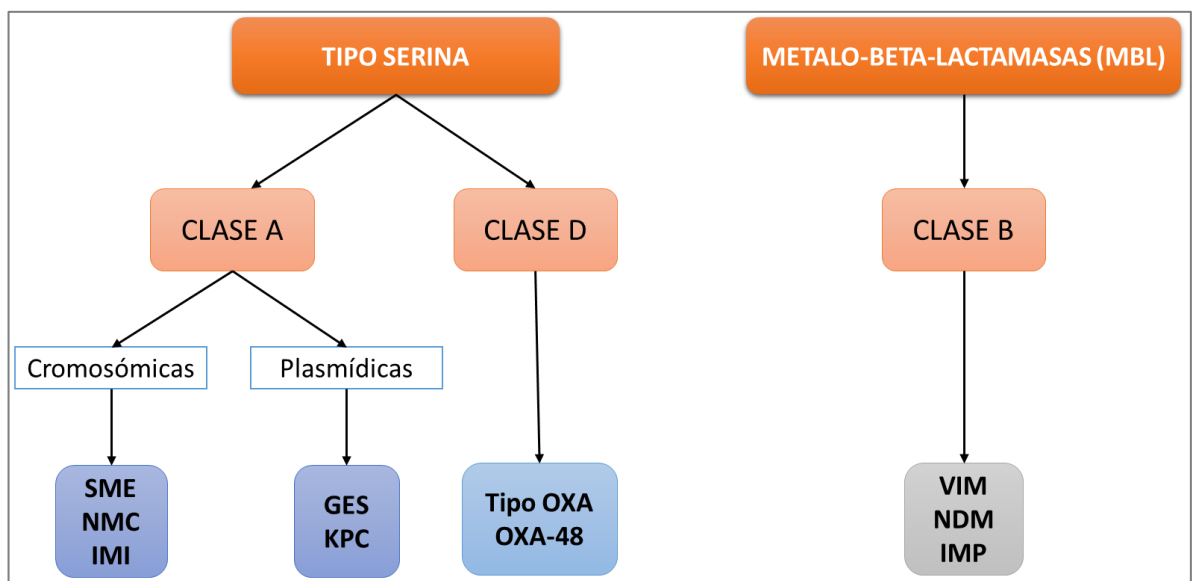 TIPO SERINA
METALO-BETA-LACTAMASAS (MBL)
CLASE A
CLASE D
CLASE B
Cromosómicas
Plasmídicas
SME
NMC
IMI
GES
KPC
Tipo OXA
OXA-48
VIM
NDM
IMP